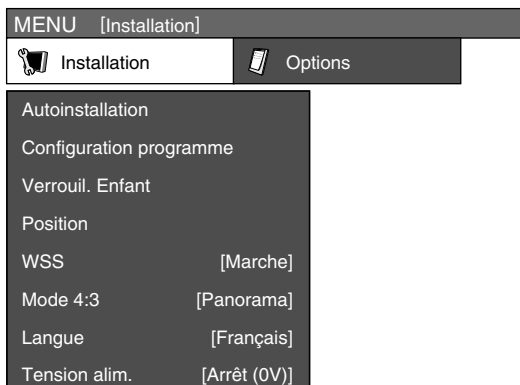 MENU [Installation]
Installation Options
Autoinstallation
Configuration programme
Verrouil. Enfant
Position
WSS [Marche]
Mode 4:3 [Panorama]
Langue [Français]
Tension alim. [Arrêt (0V)]